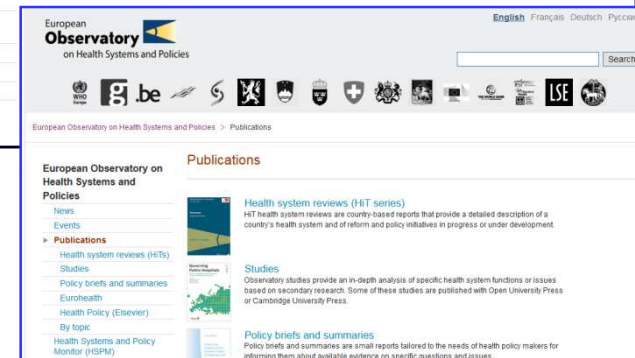 European
Observatory
on Health Systems and Policies
English Français Deutsch
Search
WHO
Europe
.be
LSE
European Observatory on Health Systems and Policies > Publications
European Observatory on
Health Systems and
Policies
News
Events
Publications
Health system reviews (HiTs)
Studies
Policy briefs and summaries
Eurohealth
Health Policy (Elsevier)
By topic
Health Systems and Policy
Monitor (HSPM)
Publications
Health system reviews (HiT series)
HiT health system reviews are country-based reports that provide a detailed description of a
country's health system and of reform and policy initiatives in progress or under development.
Studies
Observatory studies provide an in-depth analysis of specific health system functions or issues
based on secondary research. Some of these studies are published with Open University Press
or Cambridge University Press.
Policy briefs and summaries
Policy briefs and summaries are small reports tailored to the needs of health policy makers for
informing them about available evidence on specific questions and issues.